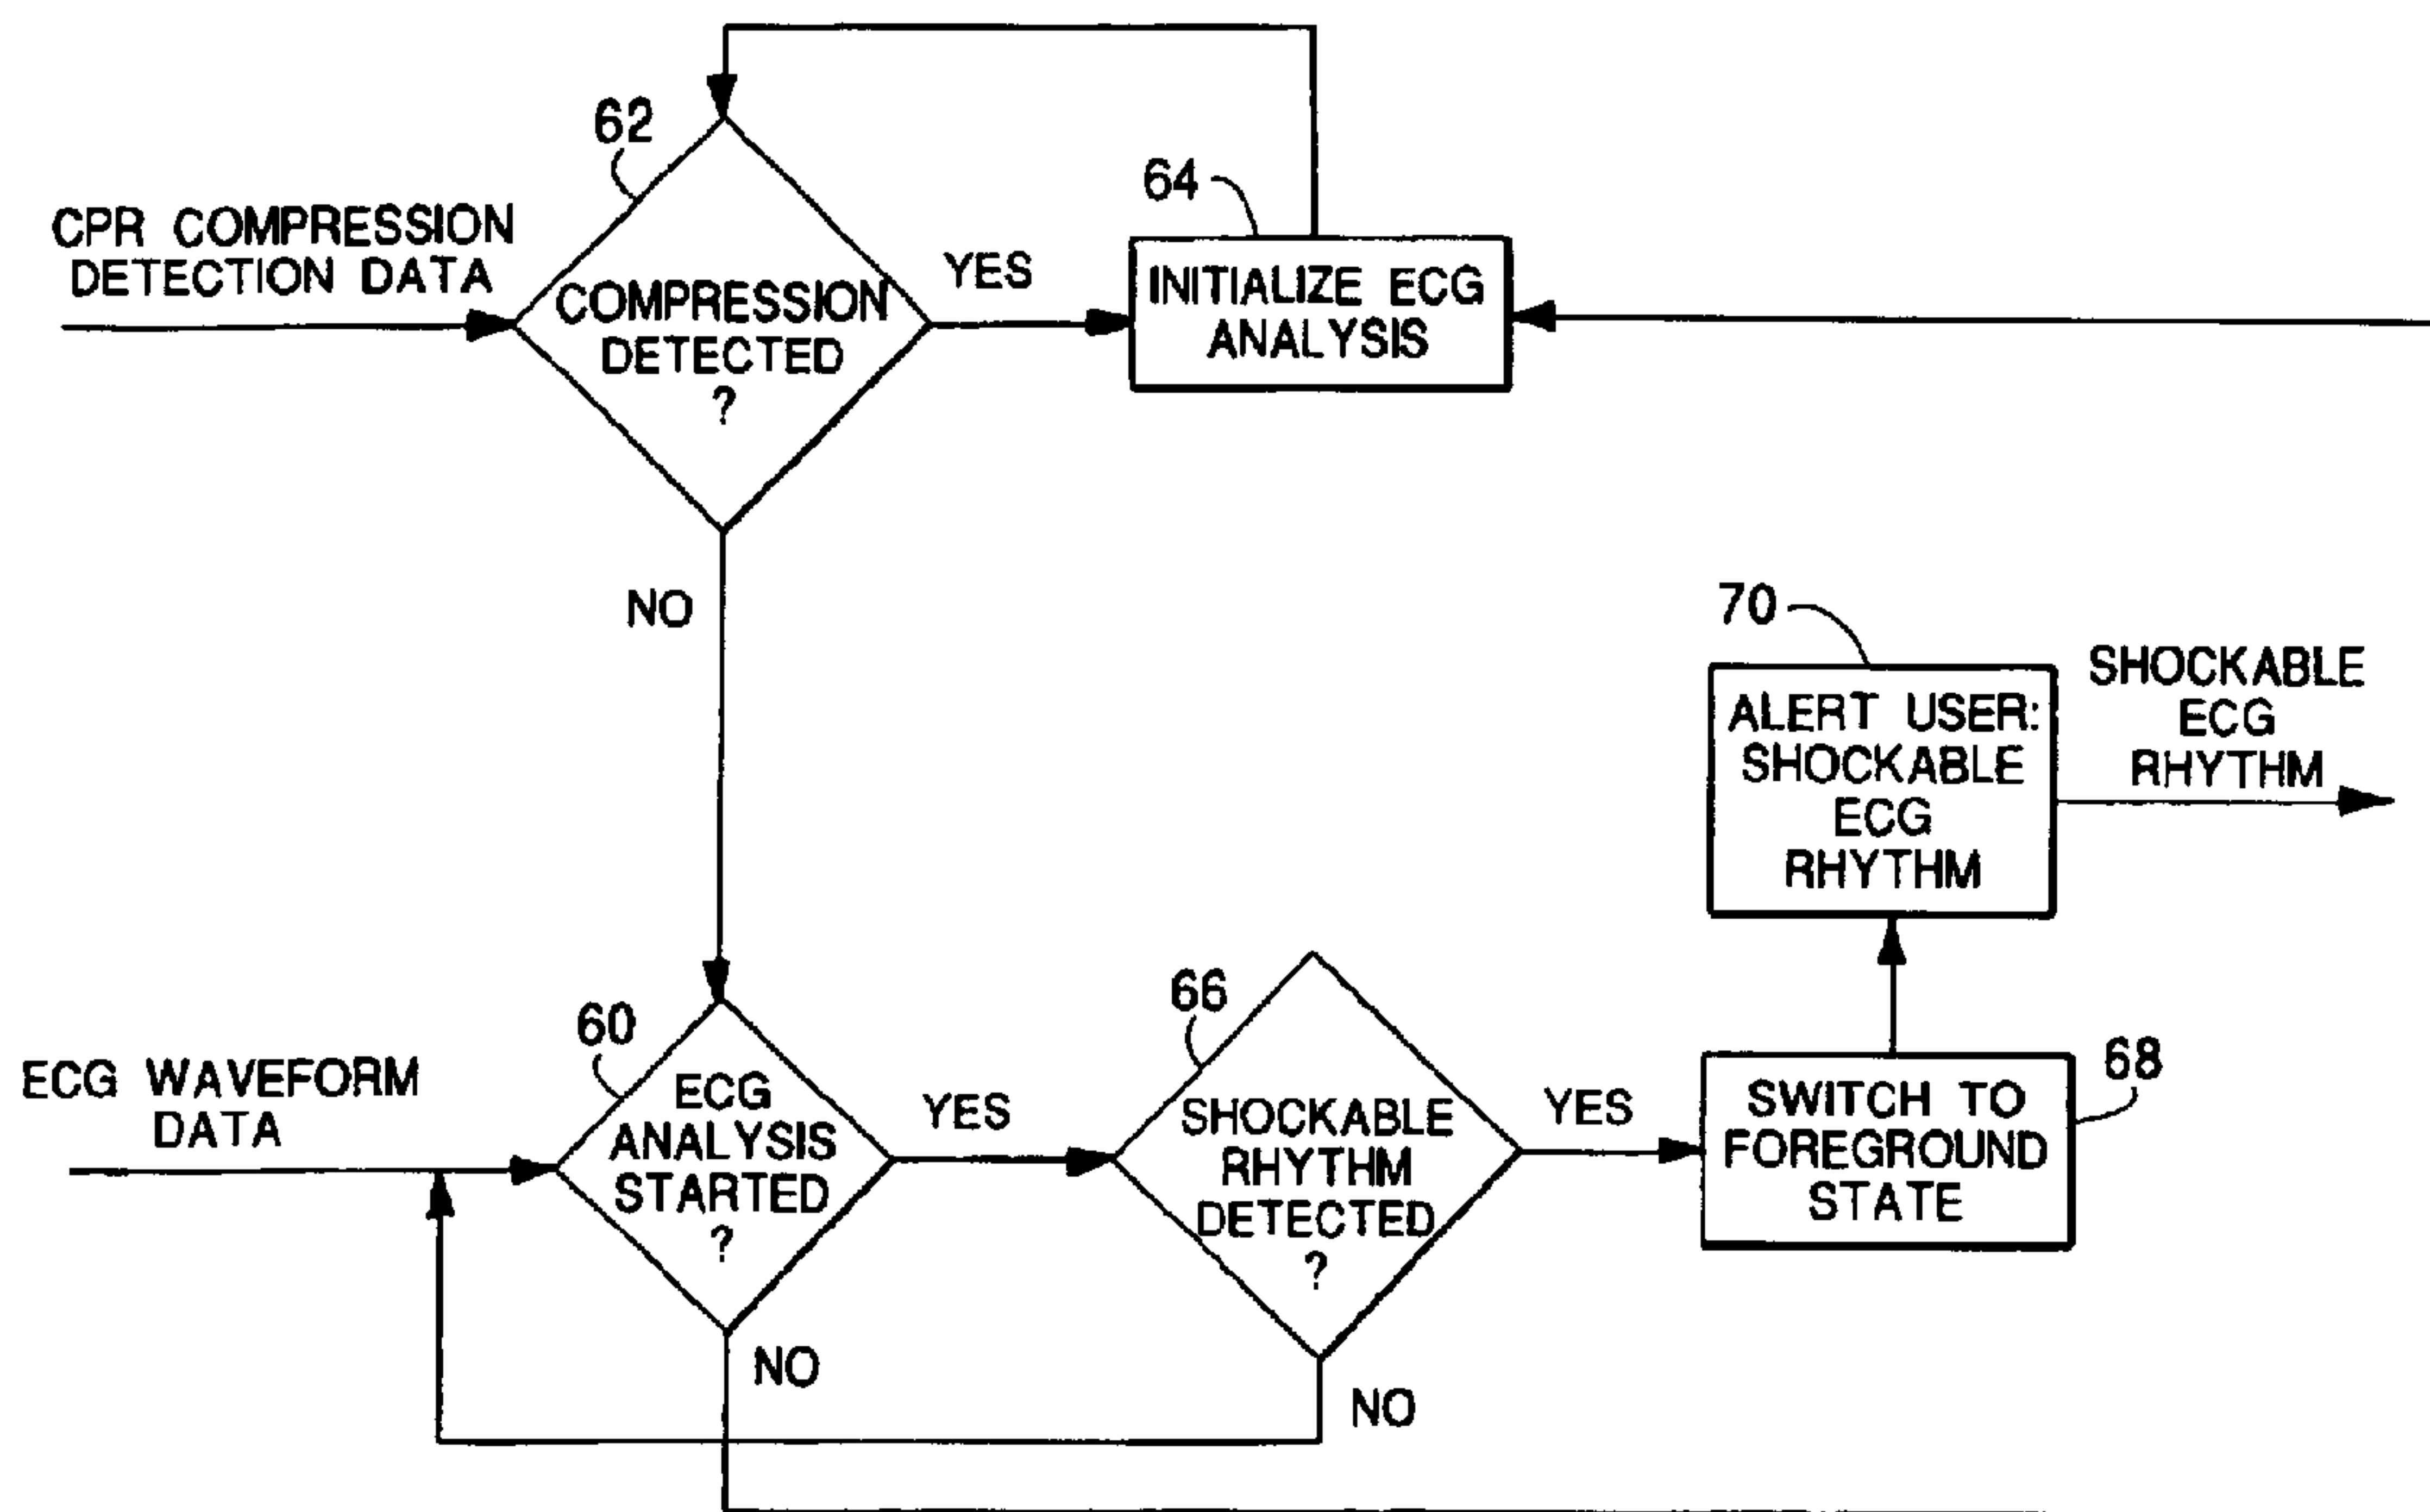 62
CPR COMPRESSION
DETECTION DATA
COMPRESSION
DETECTED
?
YES
64
INITIALIZE ECG
ANALYSIS
NO
70
ALERT USER:
SHOCKABLE
ECG
RHYTHM
SHOCKABLE
ECG
RHYTHM
60
ECG WAVEFORM
DATA
ECG
ANALYSIS
STARTED
?
YES
NO
66
SHOCKABLE
RHYTHM
DETECTED
?
YES
NO
68
SWITCH TO
FOREGROUND
STATE